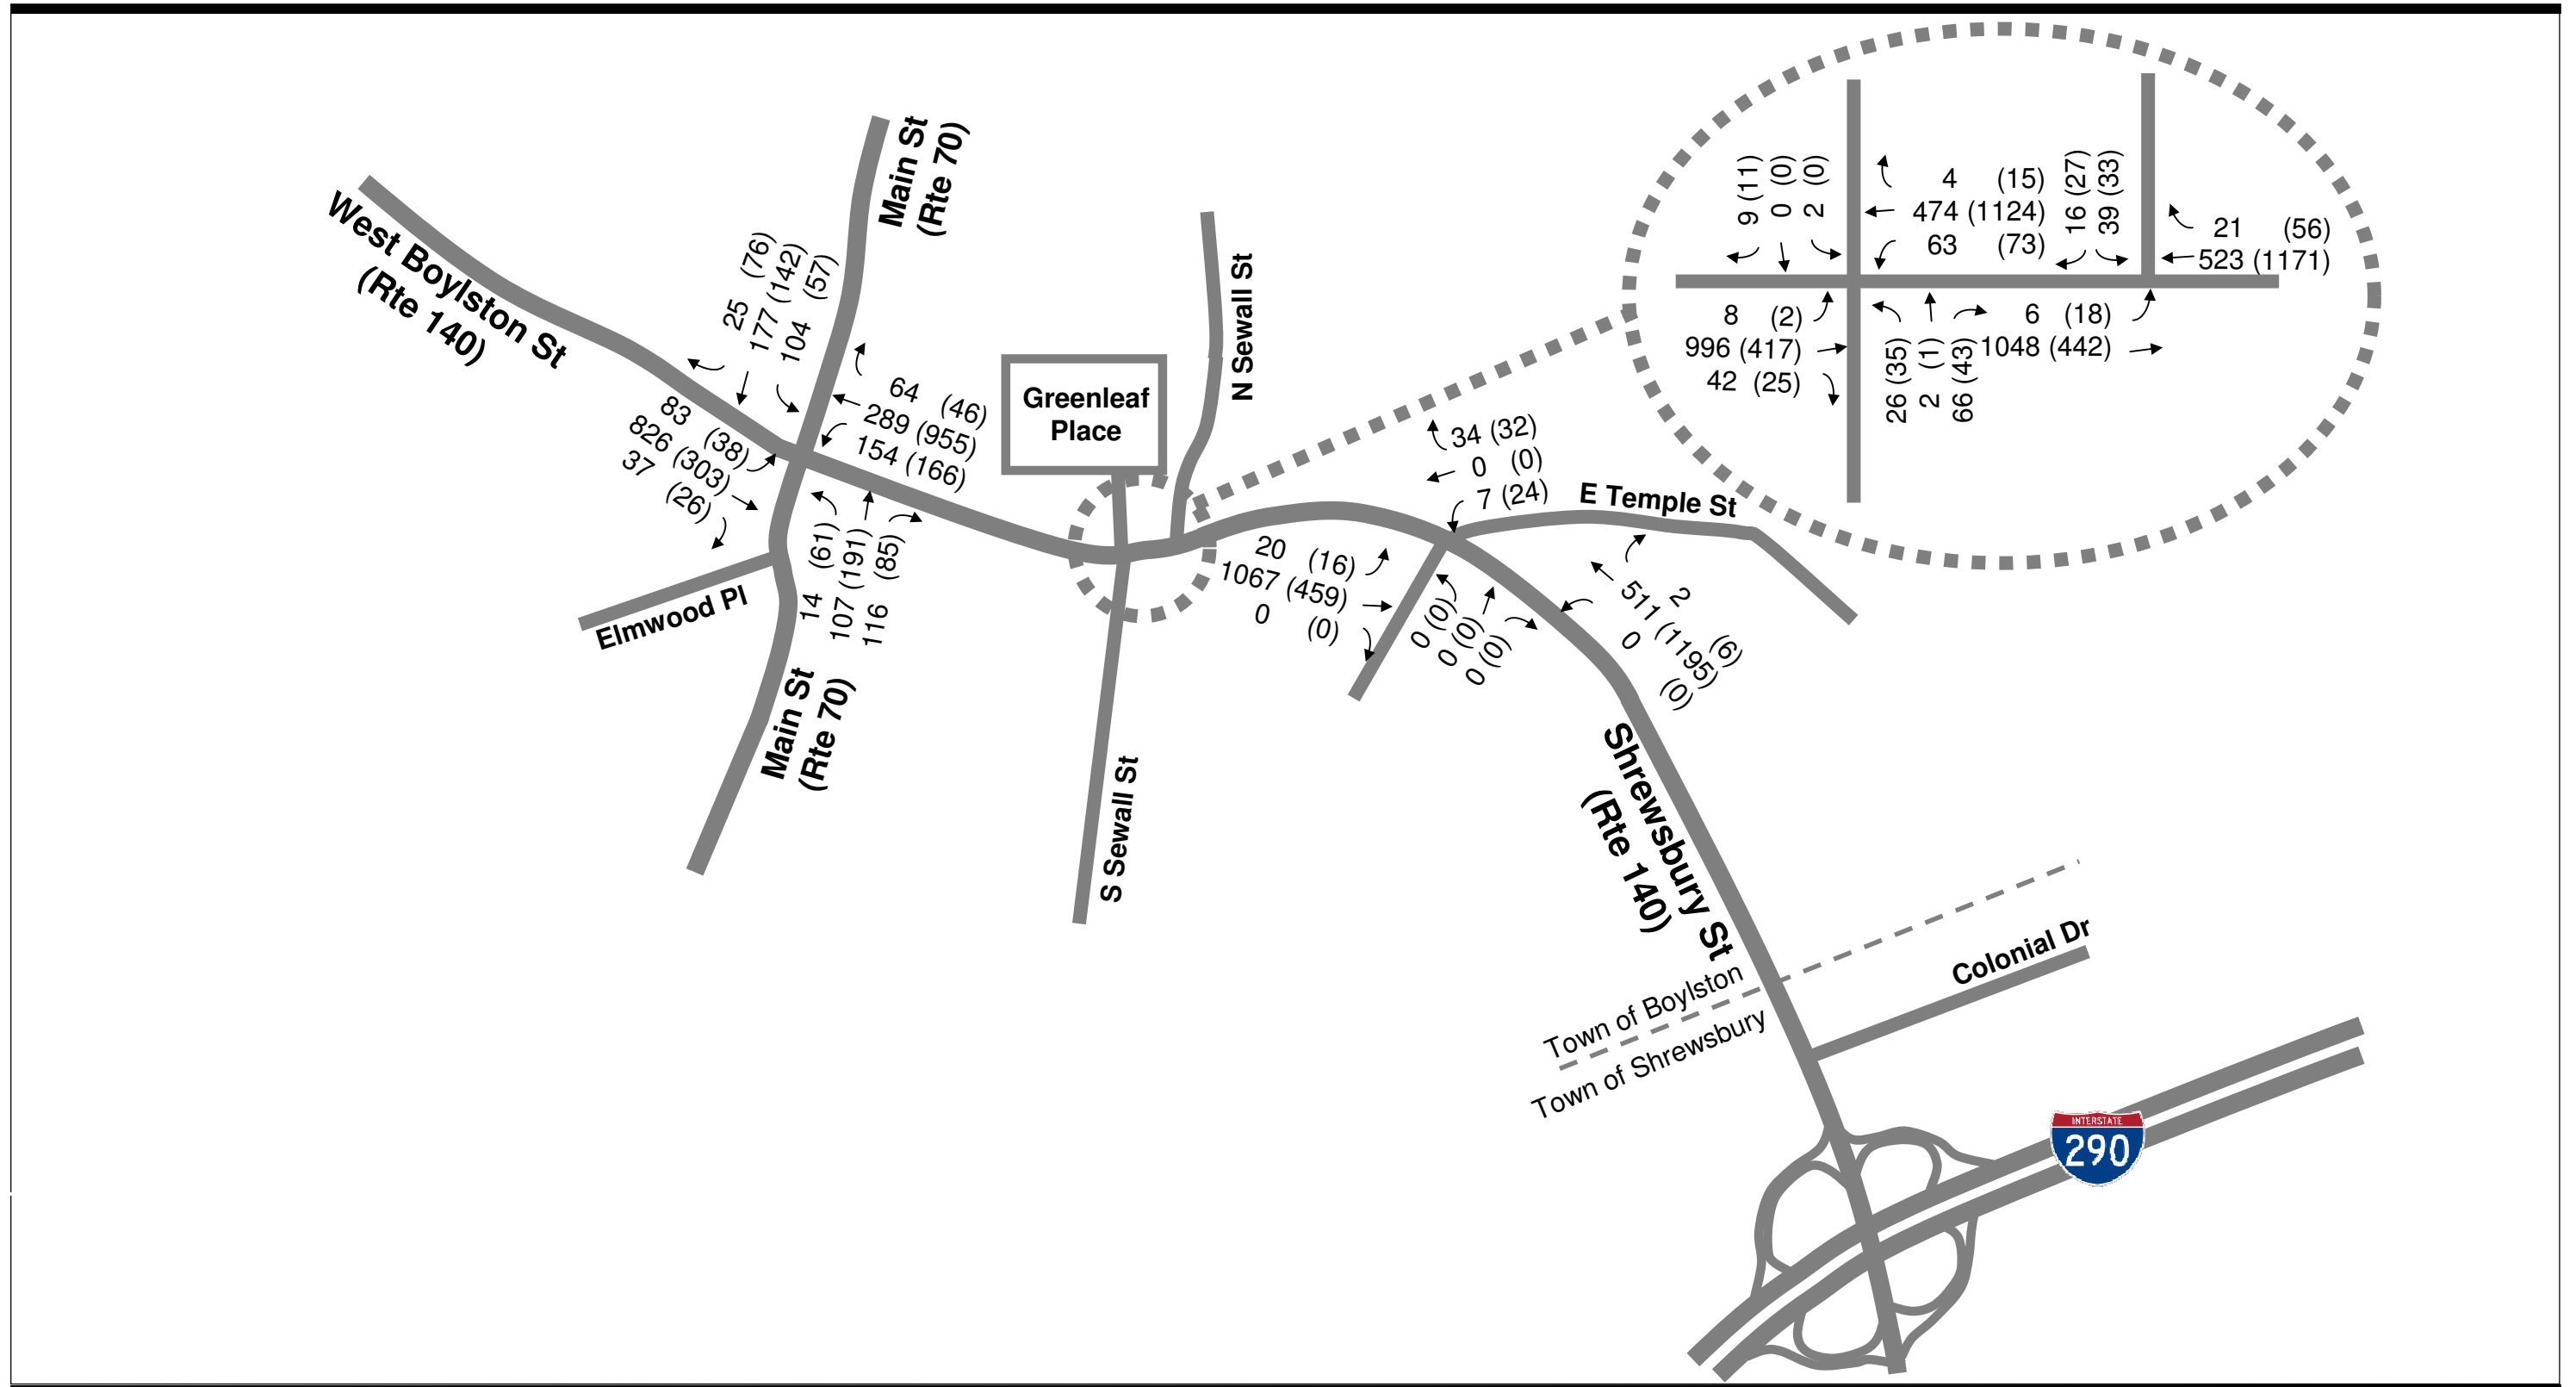 Main St
(Rte 70)
West Boylston St
(Rte 140)
25 (76)
177 (142)
104 (57)
64 (46)
289 (955)
154 (166)
83 (38)
826 (303)
37 (26)
14 (61)
107 (191)
116 (85)
Elmwood Pl
Main St
(Rte 70)
Greenleaf
Place
N Sewall St
S Sewall St
9 (11)
0 (0)
2 (0)
4 (15)
474 (1124)
63 (73)
16 (27)
39 (33)
21 (56)
523 (1171)
8 (2)
996 (417)
42 (25)
26 (35)
2 (1)
66 (43)
6 (18)
1048 (442)
34 (32)
0 (0)
7 (24)
E Temple St
20 (16)
1067 (459)
0 (0)
0 (0)
0 (0)
0 (0)
2 (6)
511 (1195)
0 (0)
Shrewsbury St
(Rte 140)
Town of Boylston
Town of Shrewsbury
Colonial Dr
INTERSTATE
290